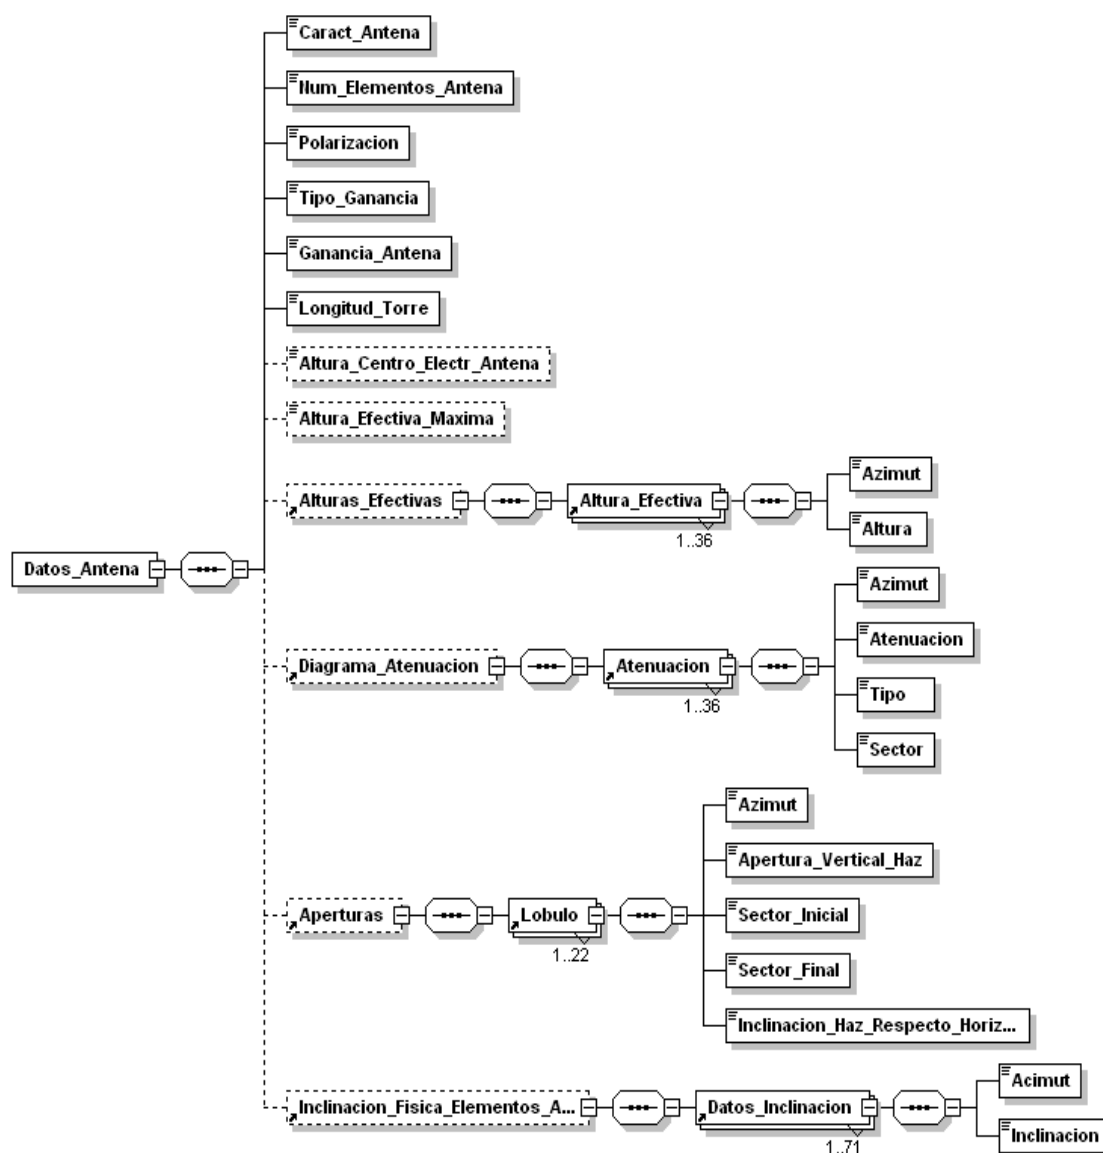 Caract_Antena
Num_Elementos_Antena
Polarizacion
Tipo_Ganancia
Ganancia_Antena
Longitud_Torre
Altura_Centro_Electr_Antena
Altura_Efectiva_Maxima
Alturas_Efectivas
Altura_Efectiva
1..36
Azimut
Altura
Datos_Antena
Diagrama_Atenuacion
Atenuacion
1..36
Azimut
Atenuacion
Tipo
Sector
Aperturas
Lobulo
1..22
Azimut
Apertura_Vertical_Haz
Sector_Inicial
Sector_Final
Inclinacion_Haz_Respecto_Horiz...
Inclinacion_Fisica_Elementos_A...
Datos_Inclinacion
1..71
Acimut
Inclinacion